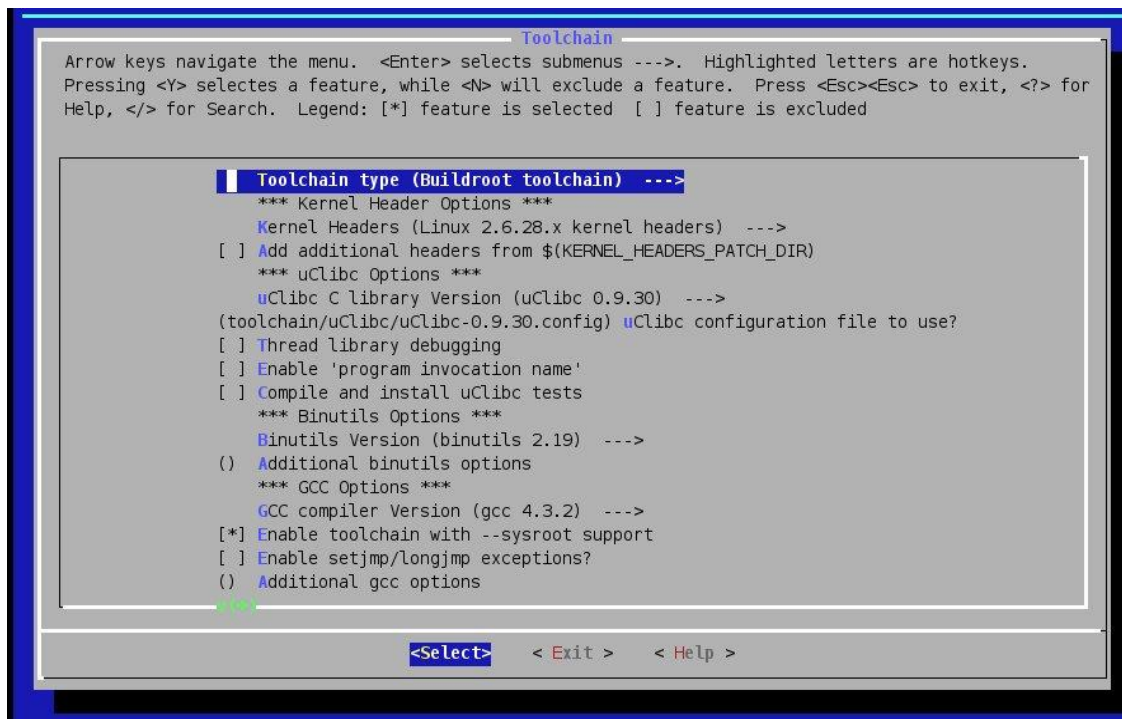 Toolchain
Arrow keys navigate the menu. <Enter> selects submenus --->. Highlighted letters are hotkeys.
Pressing <Y> selectes a feature, while <N> will exclude a feature. Press <Esc><Esc> to exit, <?> for
Help, </> for Search. Legend: [*] feature is selected [ ] feature is excluded
Toolchain type (Buildroot toolchain) --->
*** Kernel Header Options ***
Kernel Headers (Linux 2.6.28.x kernel headers) --->
[ ] Add additional headers from $(KERNEL_HEADERS_PATCH_DIR)
*** uClibc Options ***
uClibc C library Version (uClibc 0.9.30) --->
(toolchain/uClibc/uClibc-0.9.30.config) uClibc configuration file to use?
[ ] Thread library debugging
[ ] Enable 'program invocation name'
[ ] Compile and install uClibc tests
*** Binutils Options ***
Binutils Version (binutils 2.19) --->
() Additional binutils options
*** GCC Options ***
GCC compiler Version (gcc 4.3.2) --->
[*] Enable toolchain with --sysroot support
[ ] Enable setjmp/longjmp exceptions?
() Additional gcc options
<Select> < Exit > < Help >